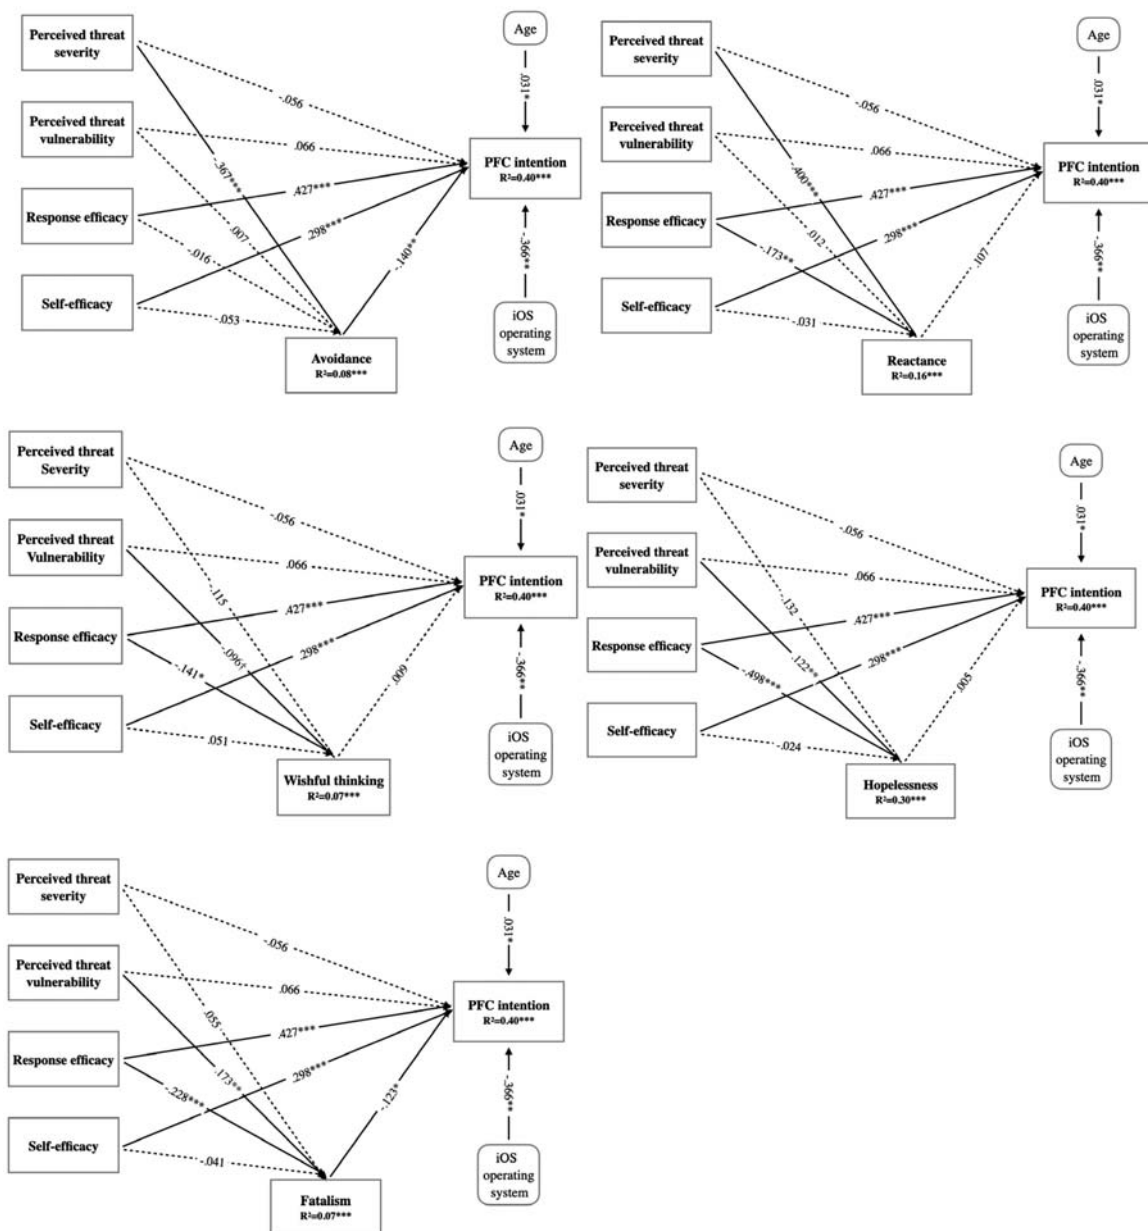 Perceived threat
severity
Perceived threat
vulnerability
Response efficacy
Self-efficacy
Age
.031*
PFC intention
R²=0.40***
-.366**
iOS
operating
system
-.056
.066
.427***
.298***
-.367***
.007
-.016
-.053
-.140**
Avoidance
R²=0.08***
Perceived threat
severity
Perceived threat
vulnerability
Response efficacy
Self-efficacy
Age
.031*
PFC intention
R²=0.40***
-.366**
iOS
operating
system
-.056
.066
.427***
.298***
-.400***
.012
-.173**
-.031
.107
Reactance
R²=0.16***
Perceived threat
Severity
Perceived threat
Vulnerability
Response efficacy
Self-efficacy
Age
.031*
PFC intention
R²=0.40***
-.366**
iOS
operating
system
-.056
.066
.427***
.298***
-.115
-.096†
-.141*
.051
.009
Wishful thinking
R²=0.07***
Perceived threat
severity
Perceived threat
vulnerability
Response efficacy
Self-efficacy
Age
.031*
PFC intention
R²=0.40***
-.366**
iOS
operating
system
-.056
.066
.427***
.298***
-.132
.122**
-.498***
-.024
.005
Hopelessness
R²=0.30***
Perceived threat
severity
Perceived threat
vulnerability
Response efficacy
Self-efficacy
Age
.031*
PFC intention
R²=0.40***
-.366**
iOS
operating
system
-.056
.066
.427***
.298***
.055
.173**
-.228***
-.041
-.123*
Fatalism
R²=0.07***